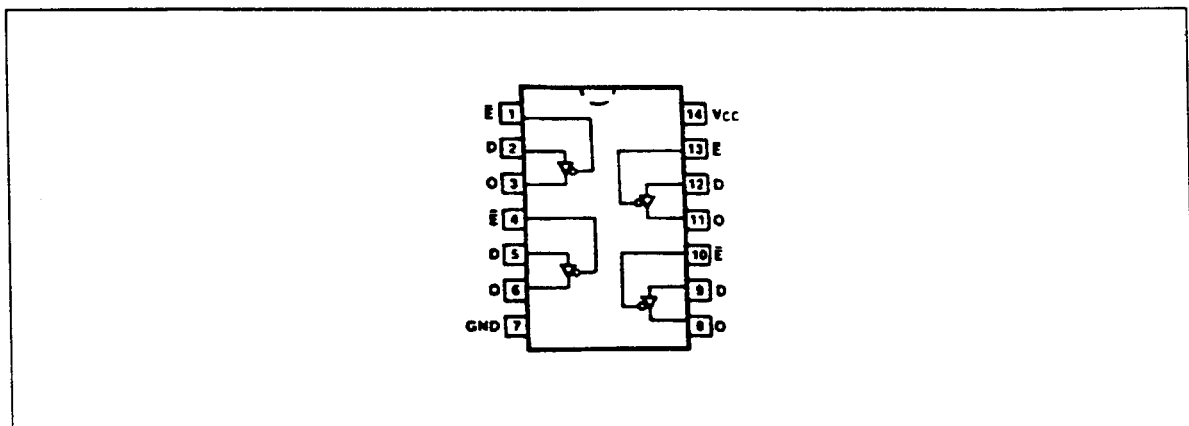 Ē 1 14 VCC
D 2 13 Ē
O 3 12 D
Ē 4 11 O
D 5 10 Ē
O 6 9 D
GND 7 8 O